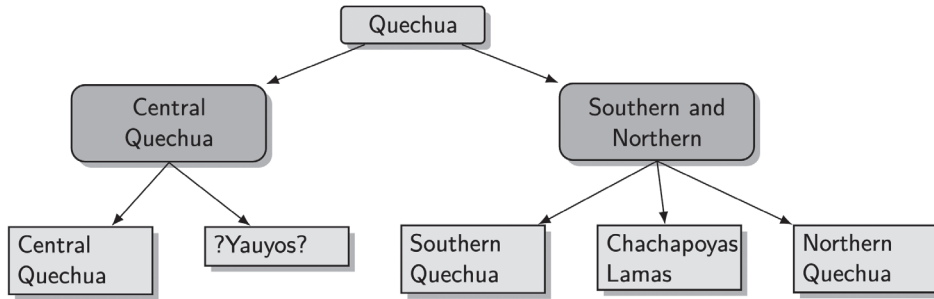 Quechua
Central
Quechua
Southern and
Northern
Central
Quechua
?Yauyos?
Southern
Quechua
Chachapoyas
Lamas
Northern
Quechua